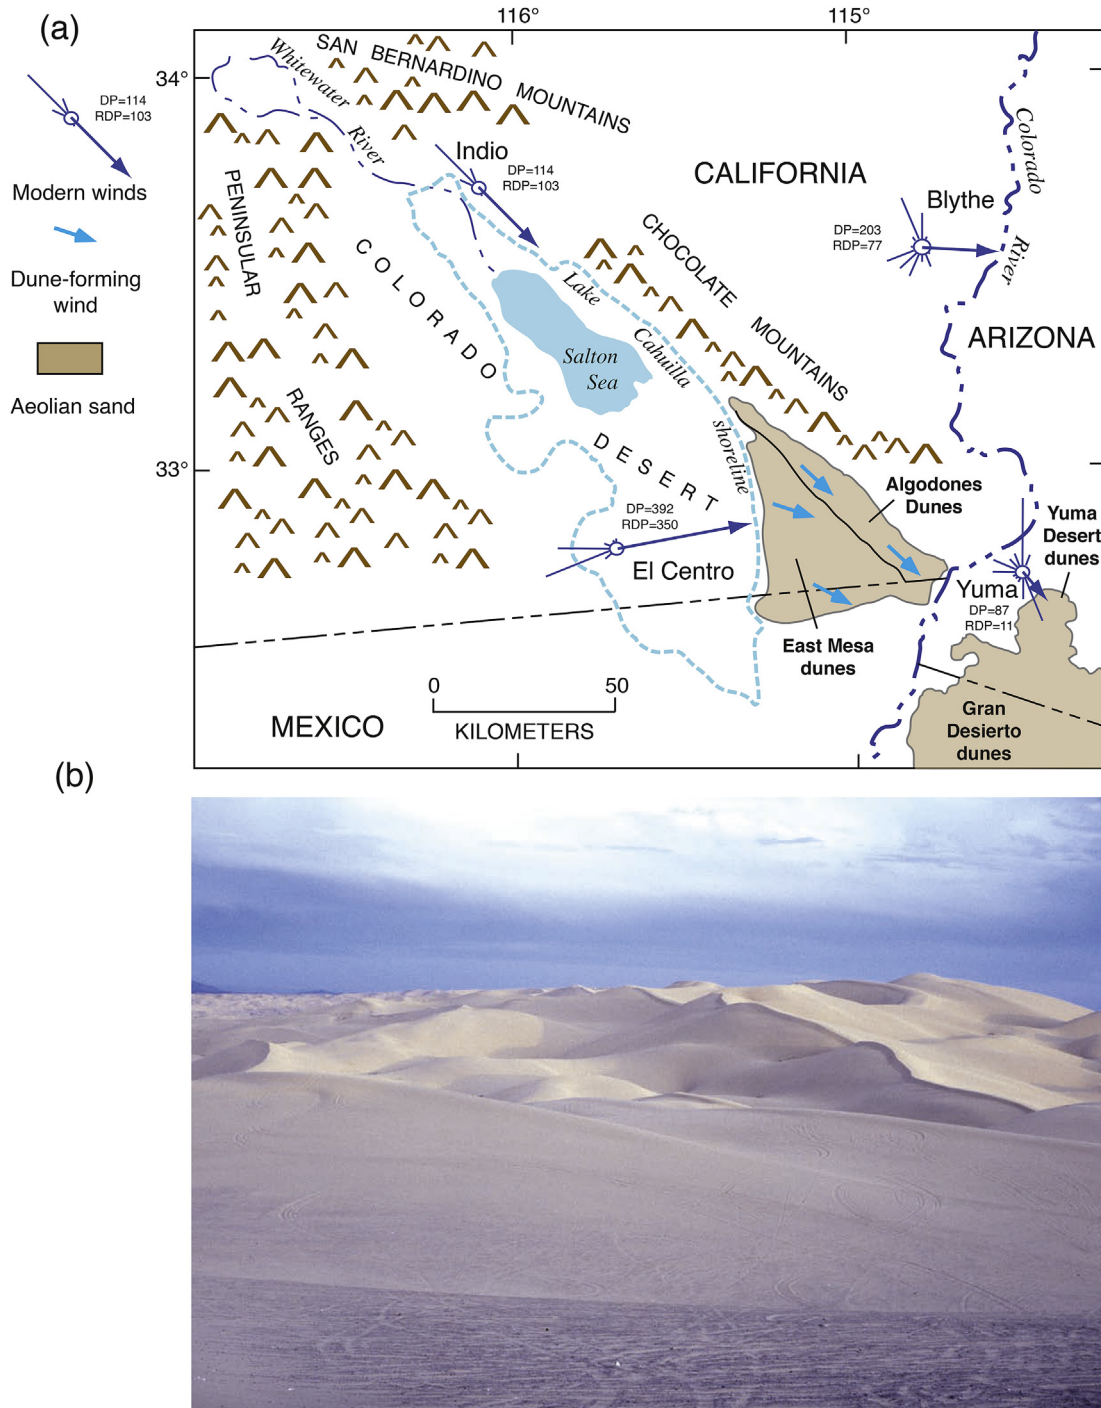 (a)
116°
115°
34°
33°
DP=114
RDP=103
Modern winds
Dune-forming
wind
Aeolian sand
SAN BERNARDINO MOUNTAINS
Whitewater
River
PENINSULAR
RANGES
Indio
DP=114
RDP=103
CALIFORNIA
Colorado
River
Blythe
DP=203
RDP=77
COLORADO
DESERT
CHOCOLATE MOUNTAINS
ARIZONA
Lake
Cahuilla
shoreline
Salton
Sea
Algodones
Dunes
DP=392
RDP=350
El Centro
Yuma
Desert
dunes
Yuma
DP=87
RDP=11
East Mesa
dunes
Gran
Desierto
dunes
0
50
KILOMETERS
MEXICO
(b)